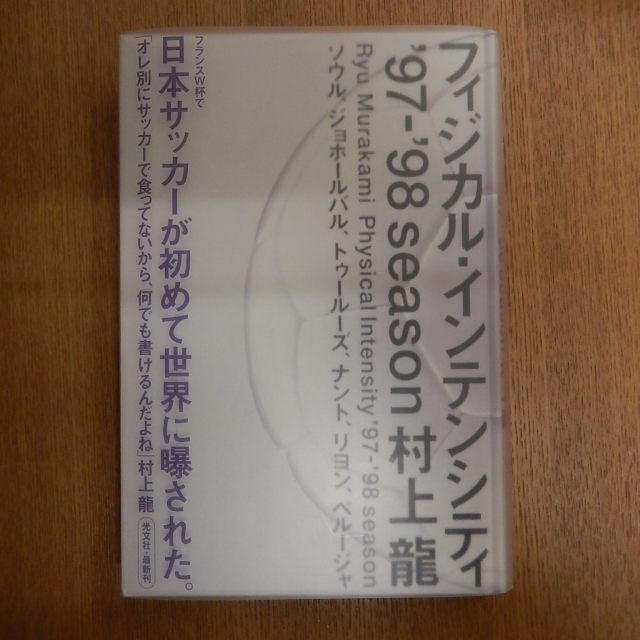 フィジカル・インテンシティ
'97-'98 season 村上 龍
Ryu Murakami Physical Intensity '97-'98 season
ソウル、ジョホールバル、トゥールーズ、ナント、リヨン、ペルージャ
フランスW杯で
日本サッカーが初めて世界に曝された。
「オレ別にサッカーで食ってないから、何でも書けるんだよね」村上 龍
光文社・最新刊